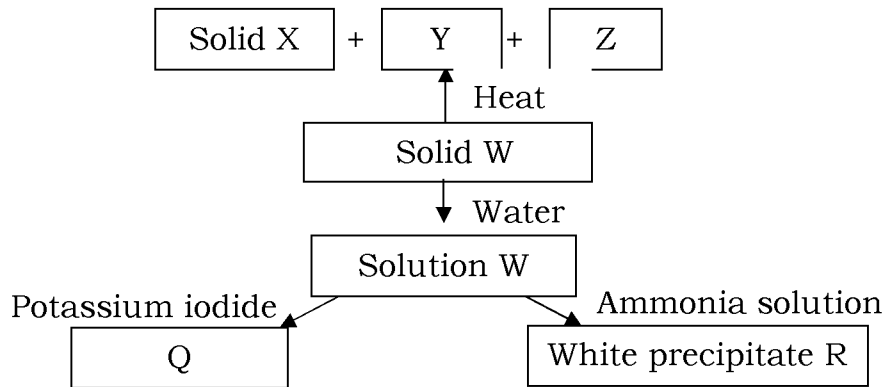 Solid X + Y + Z
Heat
Solid W
Water
Solution W
Potassium iodide
Ammonia solution
Q
White precipitate R